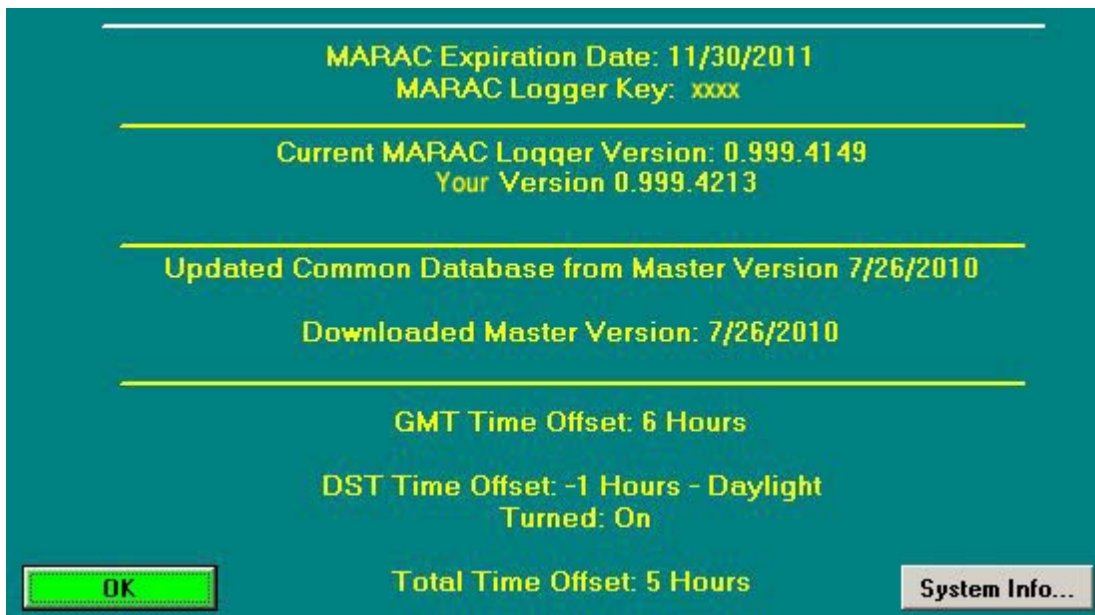 MARAC Expiration Date: 11/30/2011
MARAC Logger Key: xxxx
Current MARAC Logger Version: 0.999.4149
Your Version 0.999.4213
Updated Common Database from Master Version 7/26/2010
Downloaded Master Version: 7/26/2010
GMT Time Offset: 6 Hours
DST Time Offset: -1 Hours - Daylight
Turned: On
Total Time Offset: 5 Hours
OK
System Info...